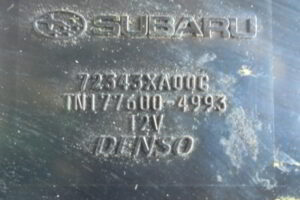 SUBARU
72343XA00G
TN177600-4993
12V
DENSO